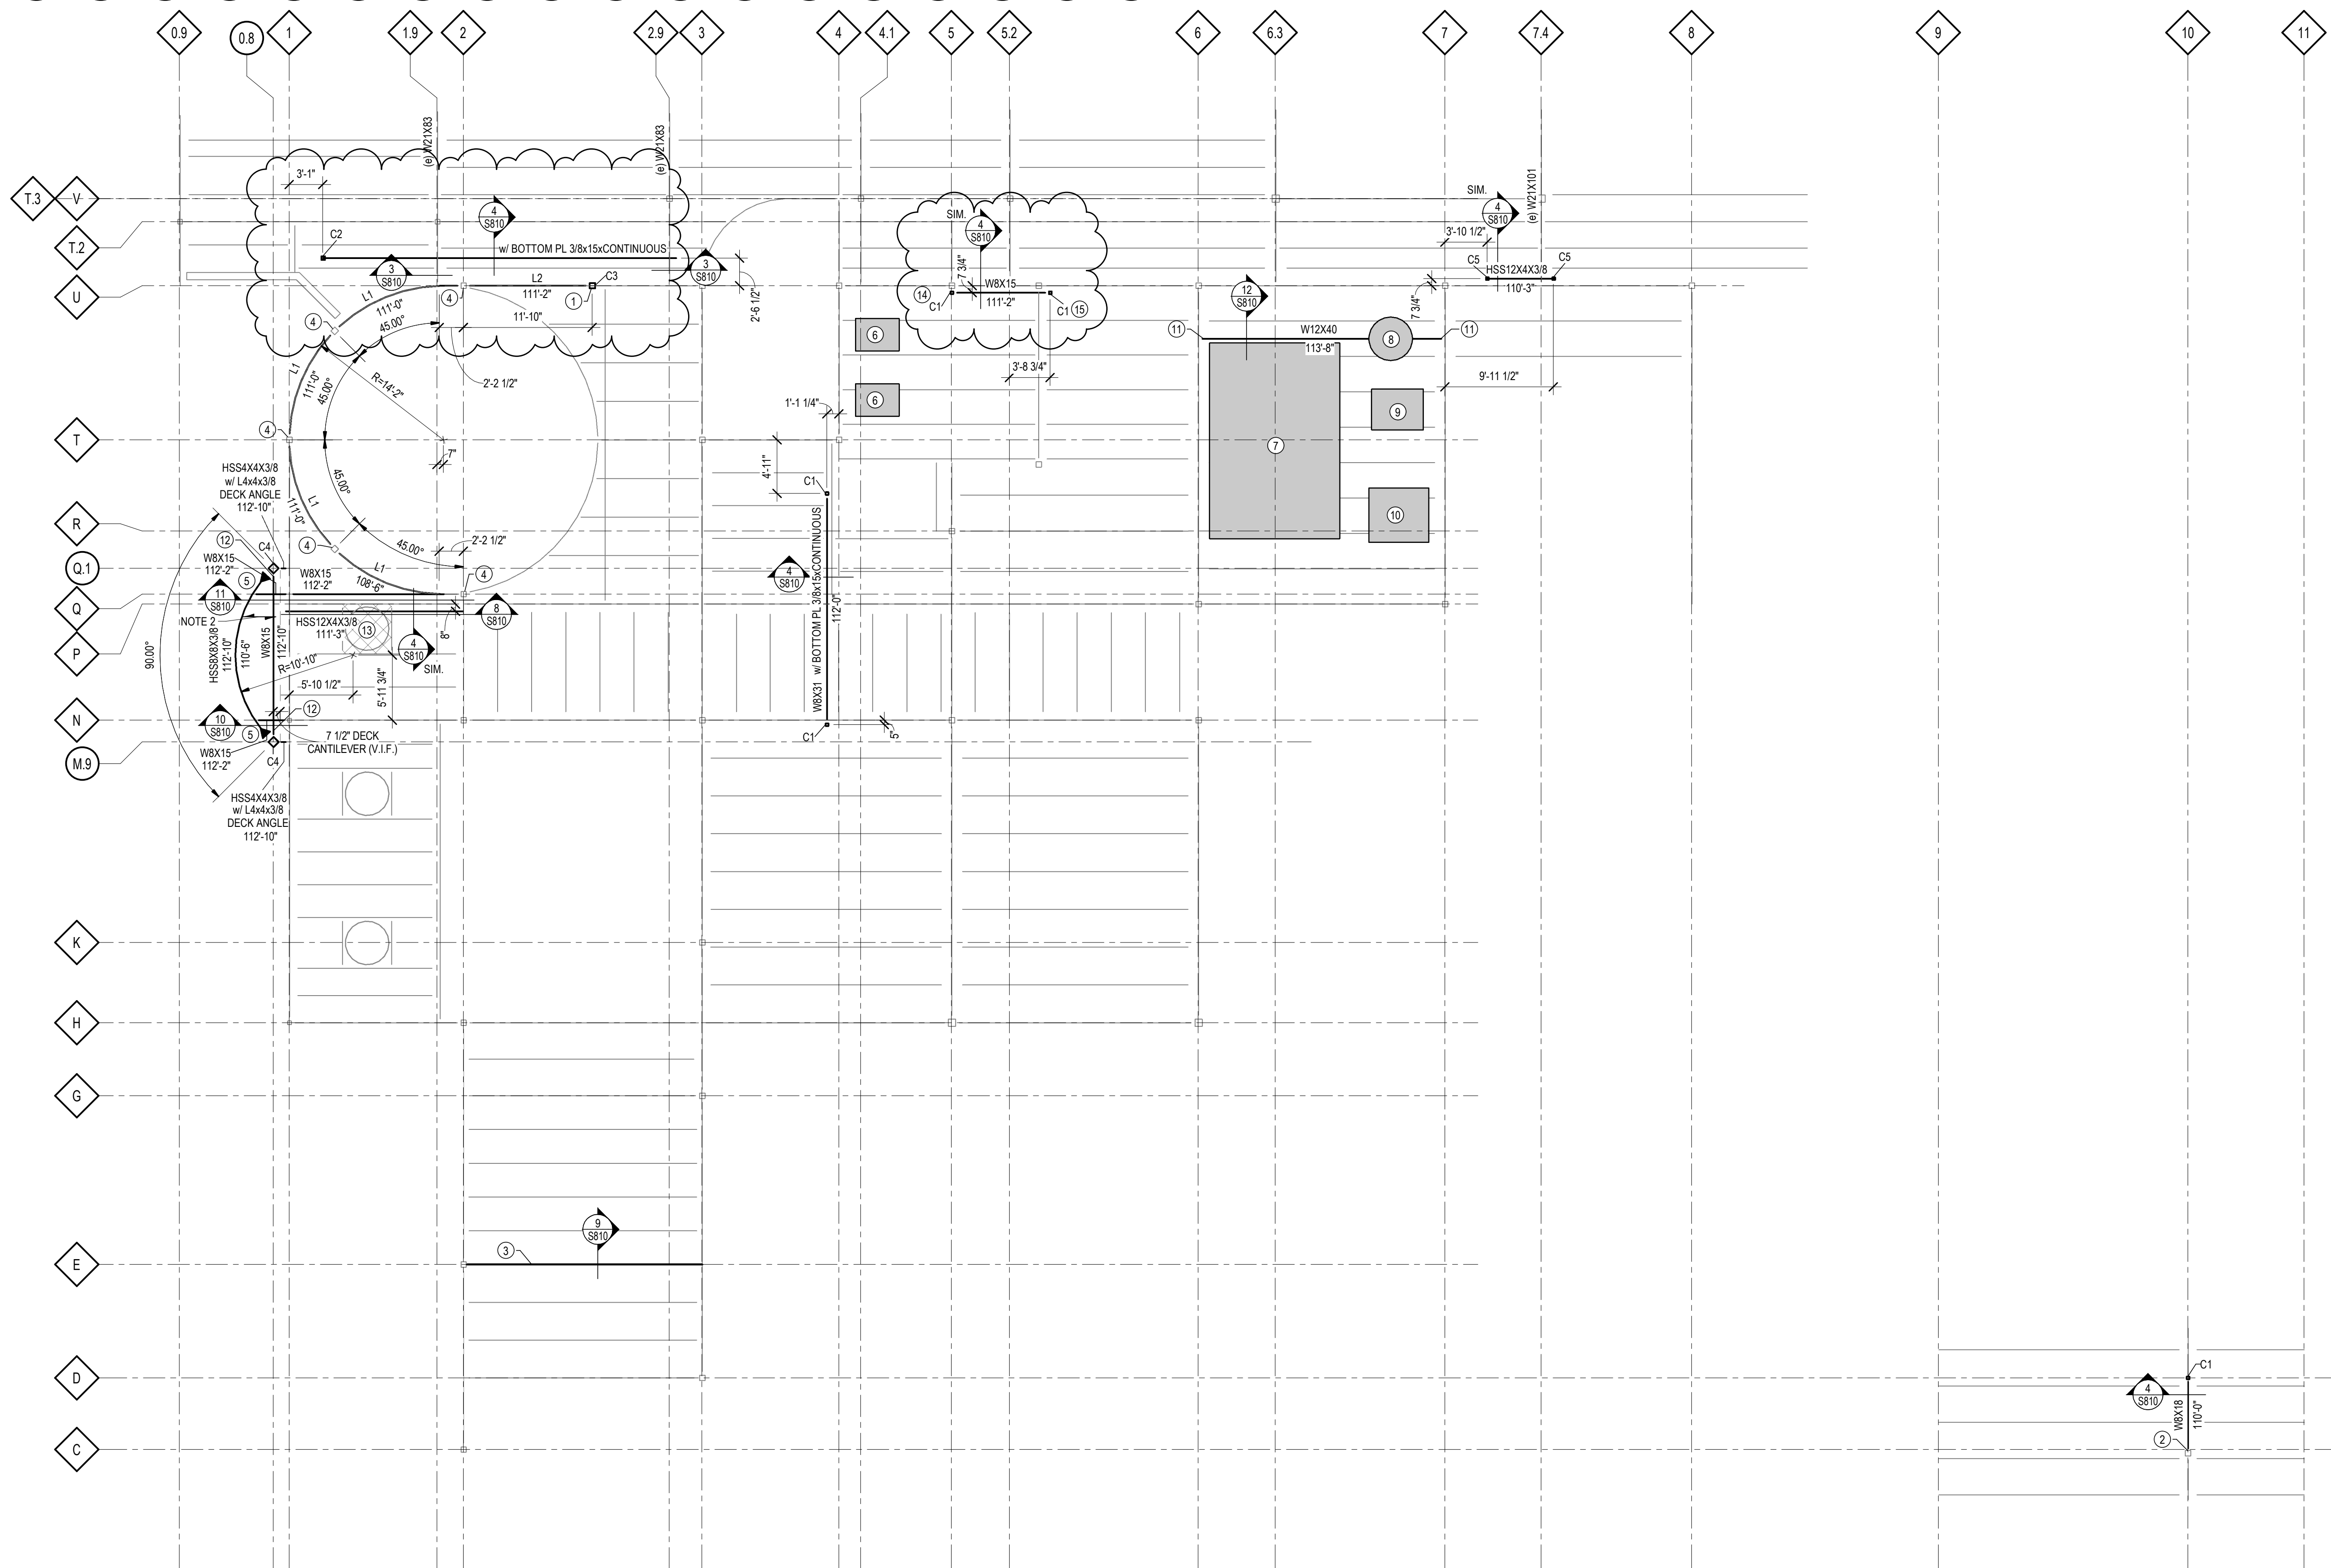 0.9
0.8
1
1.9
2
2.9
3
4
4.1
5
5.2
6
6.3
7
7.4
8
9
10
11
(e) W21X83
(e) W21X83
(e) W21X101
T.3
V
T.2
U
T
R
Q.1
Q
P
N
M.9
K
H
G
E
D
C
3'-1"
C2
4
S810
w/ BOTTOM PL 3/8x15xCONTINUOUS
3
S810
3
S810
2'-6 1/2"
L2
111'-2"
C3
1
4
11'-10"
2'-2 1/2"
L1
111'-0"
45.00°
4
L1
111'-0"
45.00°
R=14'-2"
4
7"
45.00°
L1
111'-0"
4
45.00°
L1
108'-6"
2'-2 1/2"
4
SIM.
4
S810
7 3/4"
W8X15
111'-2"
14
C1
C1
15
3'-8 3/4"
6
6
SIM.
4
S810
3'-10 1/2"
C5
C5
HSS12X4X3/8
110'-3"
7 3/4"
9'-11 1/2"
12
S810
11
W12X40
113'-8"
8
11
7
9
10
1'-1 1/4"
4'-11"
C1
W8X31 w/ BOTTOM PL 3/8x15xCONTINUOUS
112'-0"
4
S810
C1
5"
HSS4X4X3/8
w/ L4x4x3/8
DECK ANGLE
112'-10"
12
C4
W8X15
112'-2"
5
W8X15
112'-2"
11
S810
8
S810
NOTE 2
HSS12X4X3/8
111'-3"
13
8"
4
S810
SIM.
90.00°
HSS8X8X3/8
112'-10"
110'-6"
W8X15
112'-10"
R=10'-10"
5'-10 1/2"
5'-11 3/4"
12
10
S810
5
7 1/2" DECK
CANTILEVER (V.I.F.)
W8X15
112'-2"
C4
HSS4X4X3/8
w/ L4x4x3/8
DECK ANGLE
112'-10"
9
S810
3
C1
4
S810
W8X18
110'-0"
2